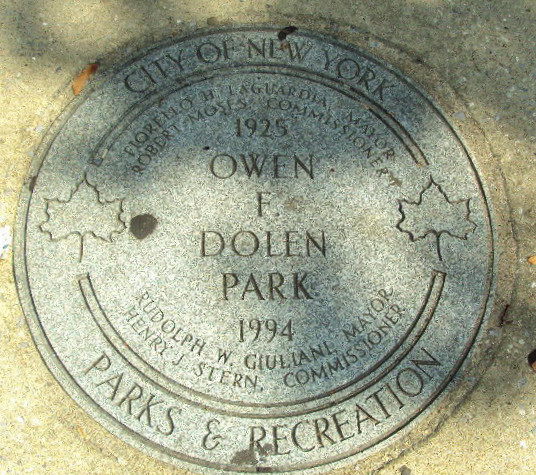 CITY OF NEW YORK
FIORELLO H. LAGUARDIA, MAYOR
ROBERT MOSES, COMMISSIONER
1925
OWEN
F.
DOLEN
PARK
1994
RUDOLPH W. GIULIANI, MAYOR
HENRY J. STERN, COMMISSIONER
PARKS & RECREATION